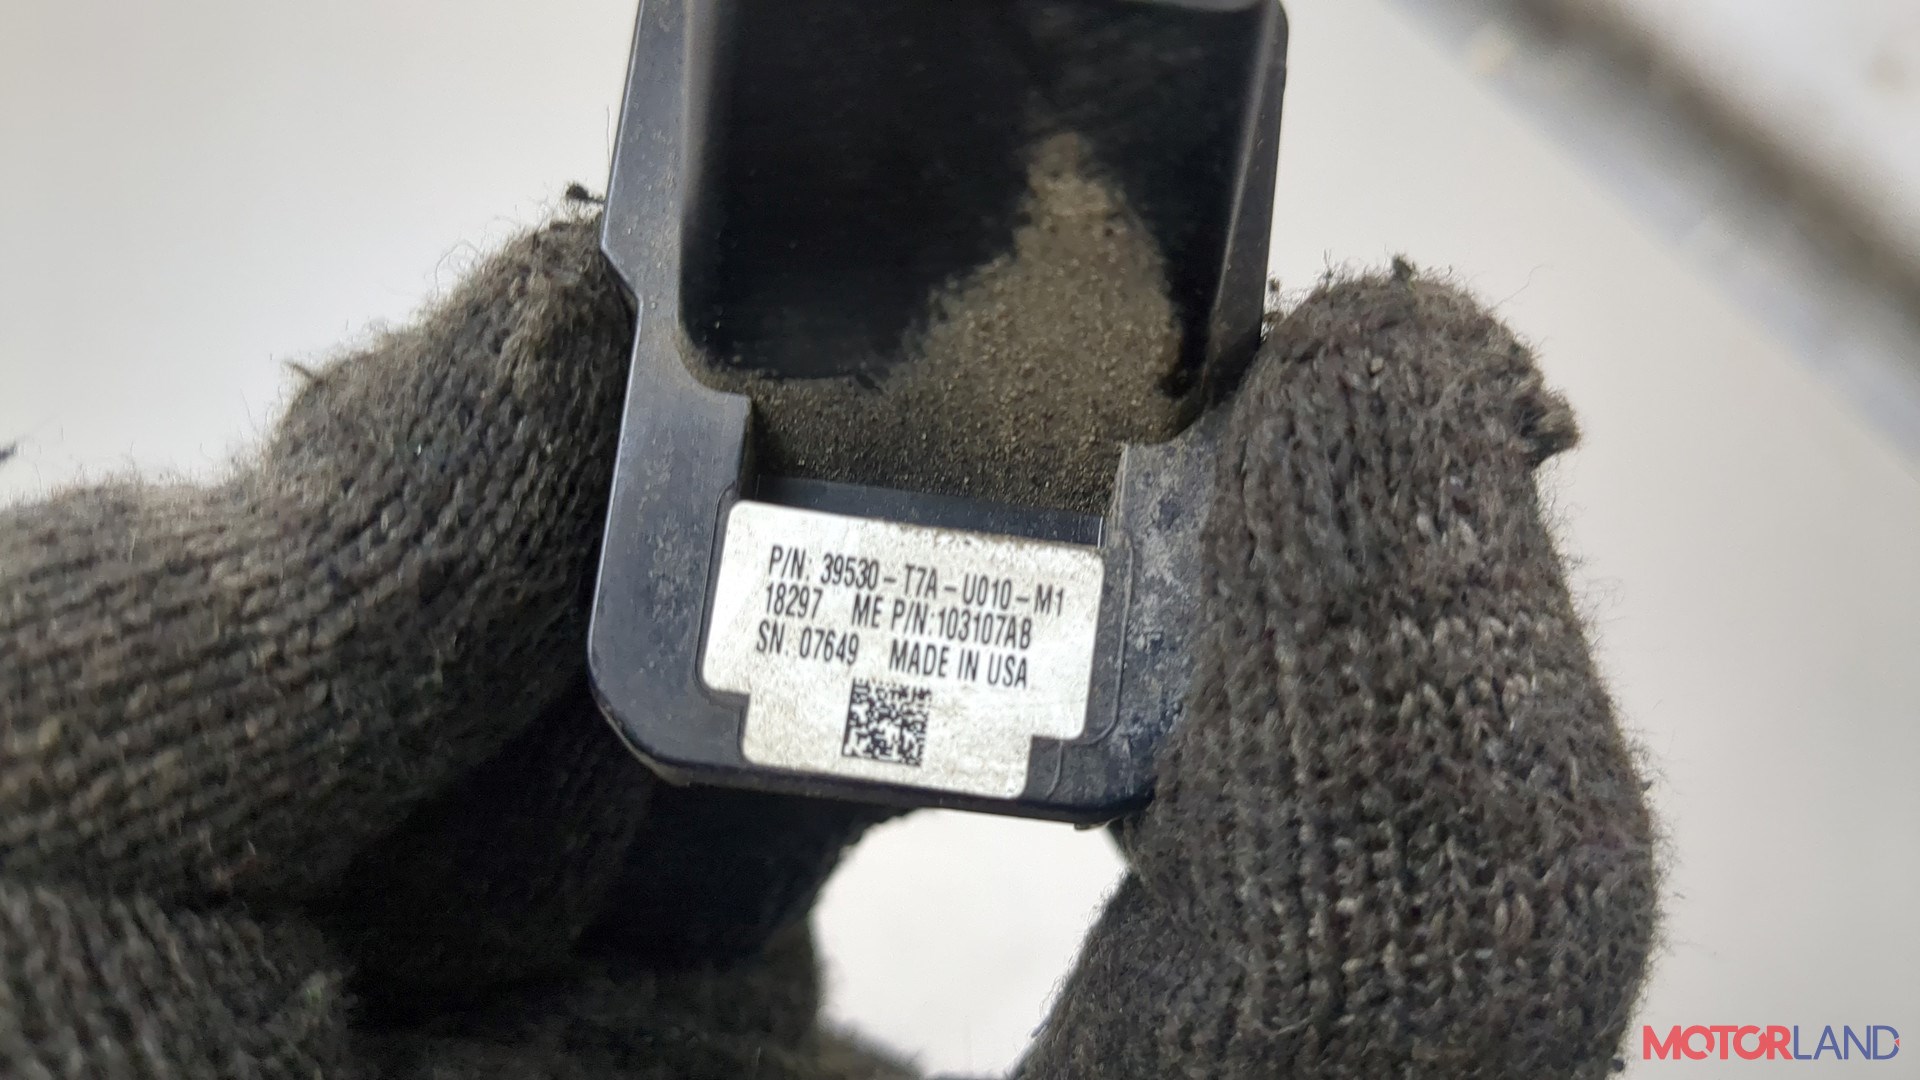 P/N: 39530-T7A-U010-M1
18297 ME P/N:103107AB
SN. 07649 MADE IN USA
MOTORLAND